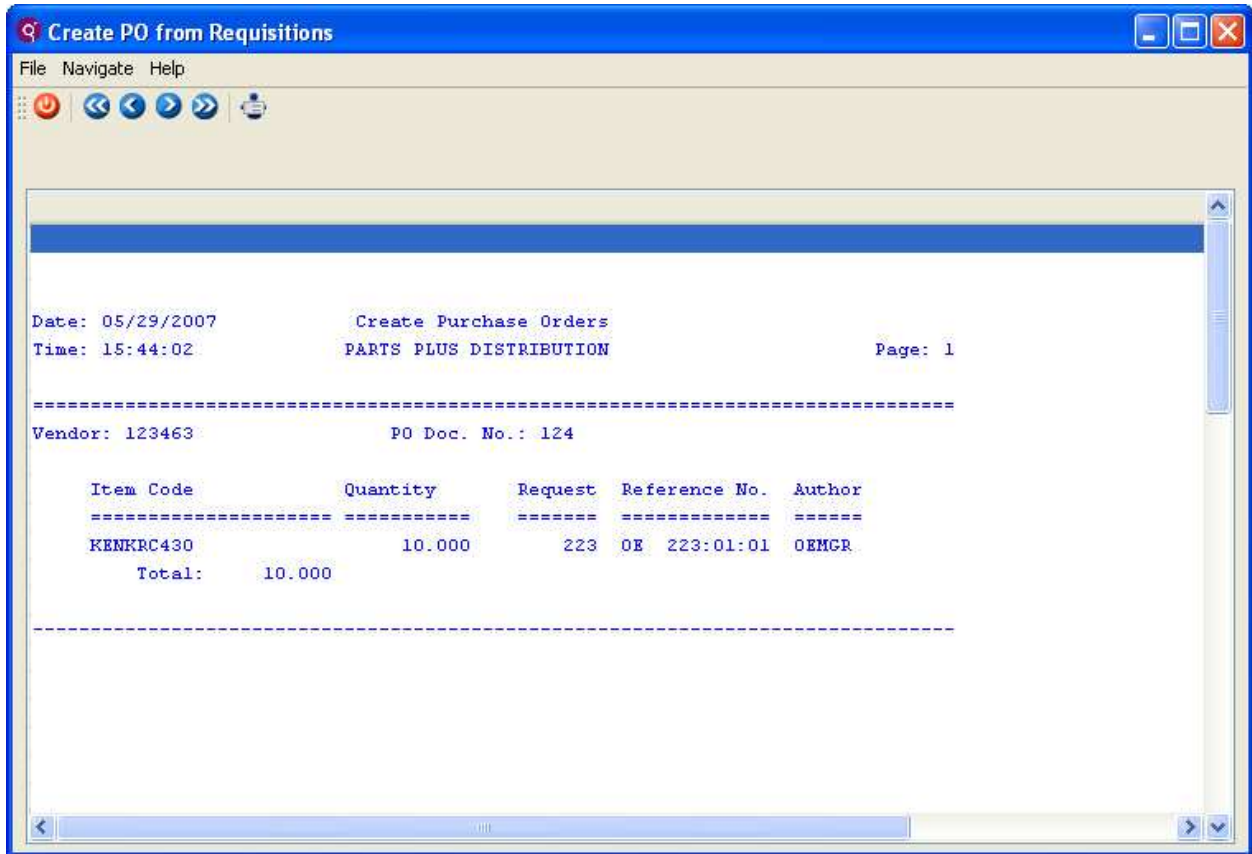 Create PO from Requisitions
File Navigate Help
Date: 05/29/2007 Create Purchase Orders
Time: 15:44:02 PARTS PLUS DISTRIBUTION Page: 1
================================================================================
Vendor: 123463 PO Doc. No.: 124
Item Code Quantity Request Reference No. Author
===================== =========== ======= ============= ======
KENKRC430 10.000 223 OE 223:01:01 OEMGR
Total: 10.000
--------------------------------------------------------------------------------